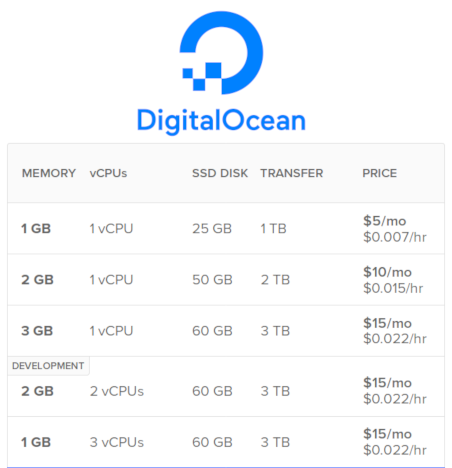 DigitalOcean
MEMORY vCPUs SSD DISK TRANSFER PRICE
1 GB 1 vCPU 25 GB 1 TB $5/mo
$0.007/hr
2 GB 1 vCPU 50 GB 2 TB $10/mo
$0.015/hr
3 GB 1 vCPU 60 GB 3 TB $15/mo
$0.022/hr
DEVELOPMENT
2 GB 2 vCPUs 60 GB 3 TB $15/mo
$0.022/hr
1 GB 3 vCPUs 60 GB 3 TB $15/mo
$0.022/hr